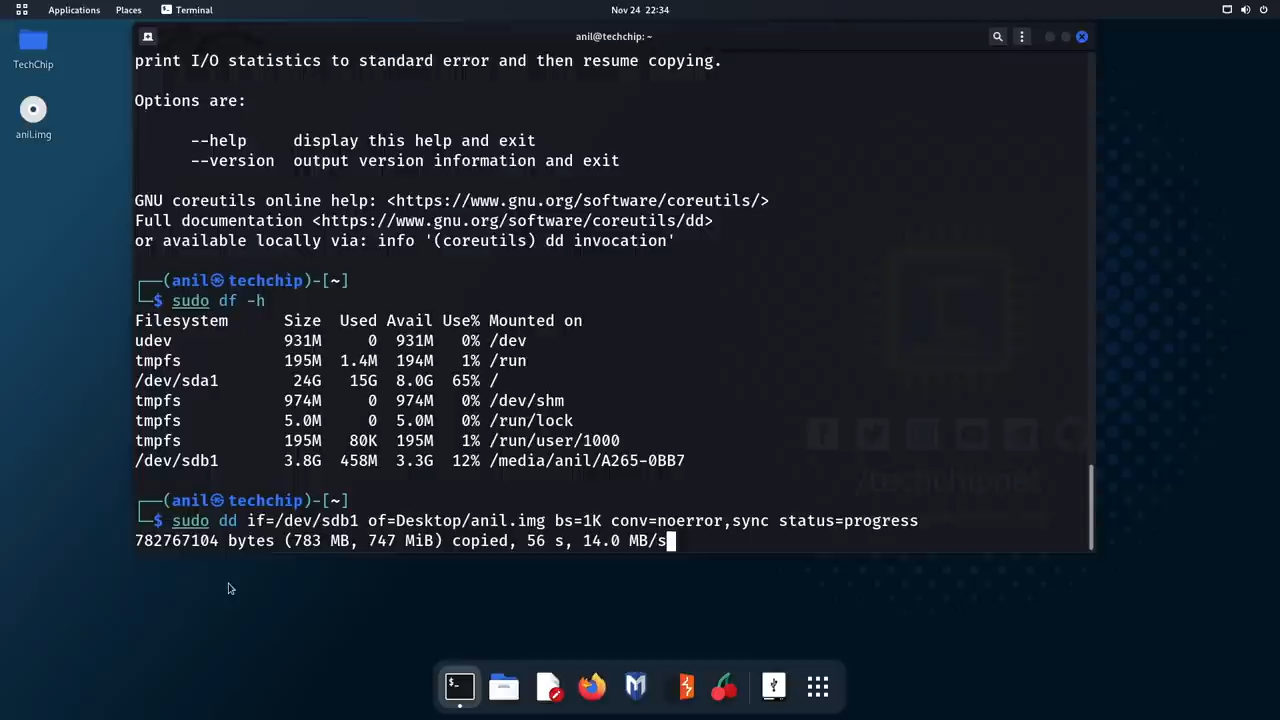 Applications Places Terminal Nov 24 22:34
TechChip
anil.img
anil@techchip: ~
print I/O statistics to standard error and then resume copying.
Options are:
--help display this help and exit
--version output version information and exit
GNU coreutils online help: <https://www.gnu.org/software/coreutils/>
Full documentation <https://www.gnu.org/software/coreutils/dd>
or available locally via: info '(coreutils) dd invocation'
┌──(anil㉿techchip)-[~]
└─$ sudo df -h
Filesystem Size Used Avail Use% Mounted on
udev 931M 0 931M 0% /dev
tmpfs 195M 1.4M 194M 1% /run
/dev/sda1 24G 15G 8.0G 65% /
tmpfs 974M 0 974M 0% /dev/shm
tmpfs 5.0M 0 5.0M 0% /run/lock
tmpfs 195M 80K 195M 1% /run/user/1000
/dev/sdb1 3.8G 458M 3.3G 12% /media/anil/A265-0BB7
┌──(anil㉿techchip)-[~]
└─$ sudo dd if=/dev/sdb1 of=Desktop/anil.img bs=1K conv=noerror,sync status=progress
782767104 bytes (783 MB, 747 MiB) copied, 56 s, 14.0 MB/s
/techchipnet